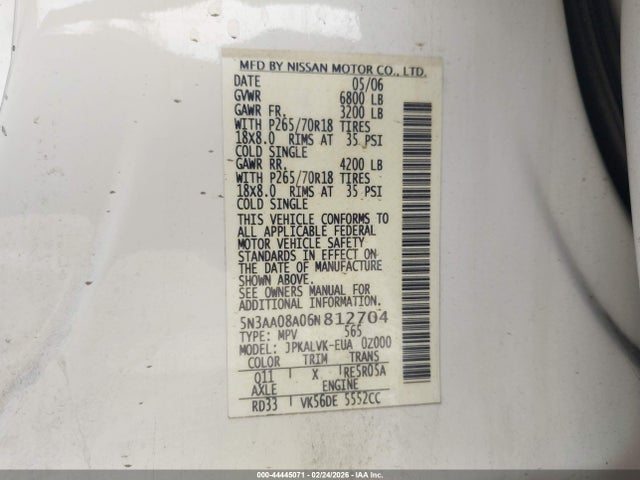 MFD BY NISSAN MOTOR CO., LTD.
DATE 05/06
GVWR 6800 LB
GAWR FR. 3200 LB
WITH P265/70R18 TIRES
18X8.0 RIMS AT 35 PSI
COLD SINGLE
GAWR RR. 4200 LB
WITH P265/70R18 TIRES
18X8.0 RIMS AT 35 PSI
COLD SINGLE
THIS VEHICLE CONFORMS TO
ALL APPLICABLE FEDERAL
MOTOR VEHICLE SAFETY
STANDARDS IN EFFECT ON
THE DATE OF MANUFACTURE
SHOWN ABOVE.
SEE OWNERS MANUAL FOR
ADDITIONAL INFORMATION.
5N3AA08A06N812704
TYPE: MPV 565
MODEL: JPKALVK-EUA 0Z000
COLOR TRIM TRANS
Q11 X RE5R05A
AXLE ENGINE
RD33 VK56DE 5552CC
000-44445071 - 02/24/2026 - IAA Inc.